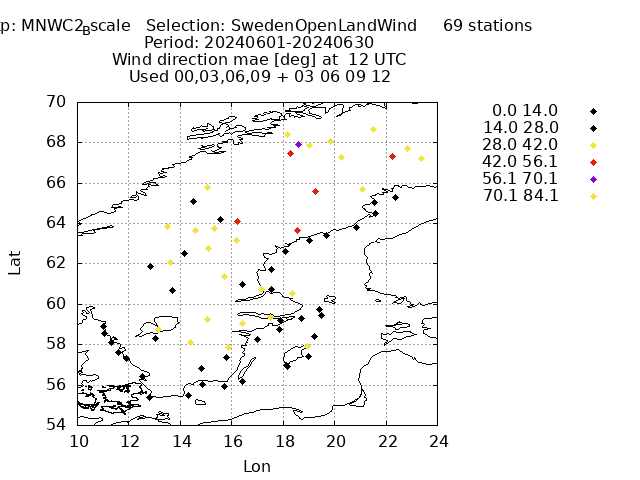 p: MNWC2Bscale Selection: SwedenOpenLandWind 69 stations
Period: 20240601-20240630
Wind direction mae [deg] at 12 UTC
Used 00,03,06,09 + 03 06 09 12
70
68
66
64
62
60
58
56
54
Lat
10 12 14 16 18 20 22 24
Lon
0.0 14.0
14.0 28.0
28.0 42.0
42.0 56.1
56.1 70.1
70.1 84.1